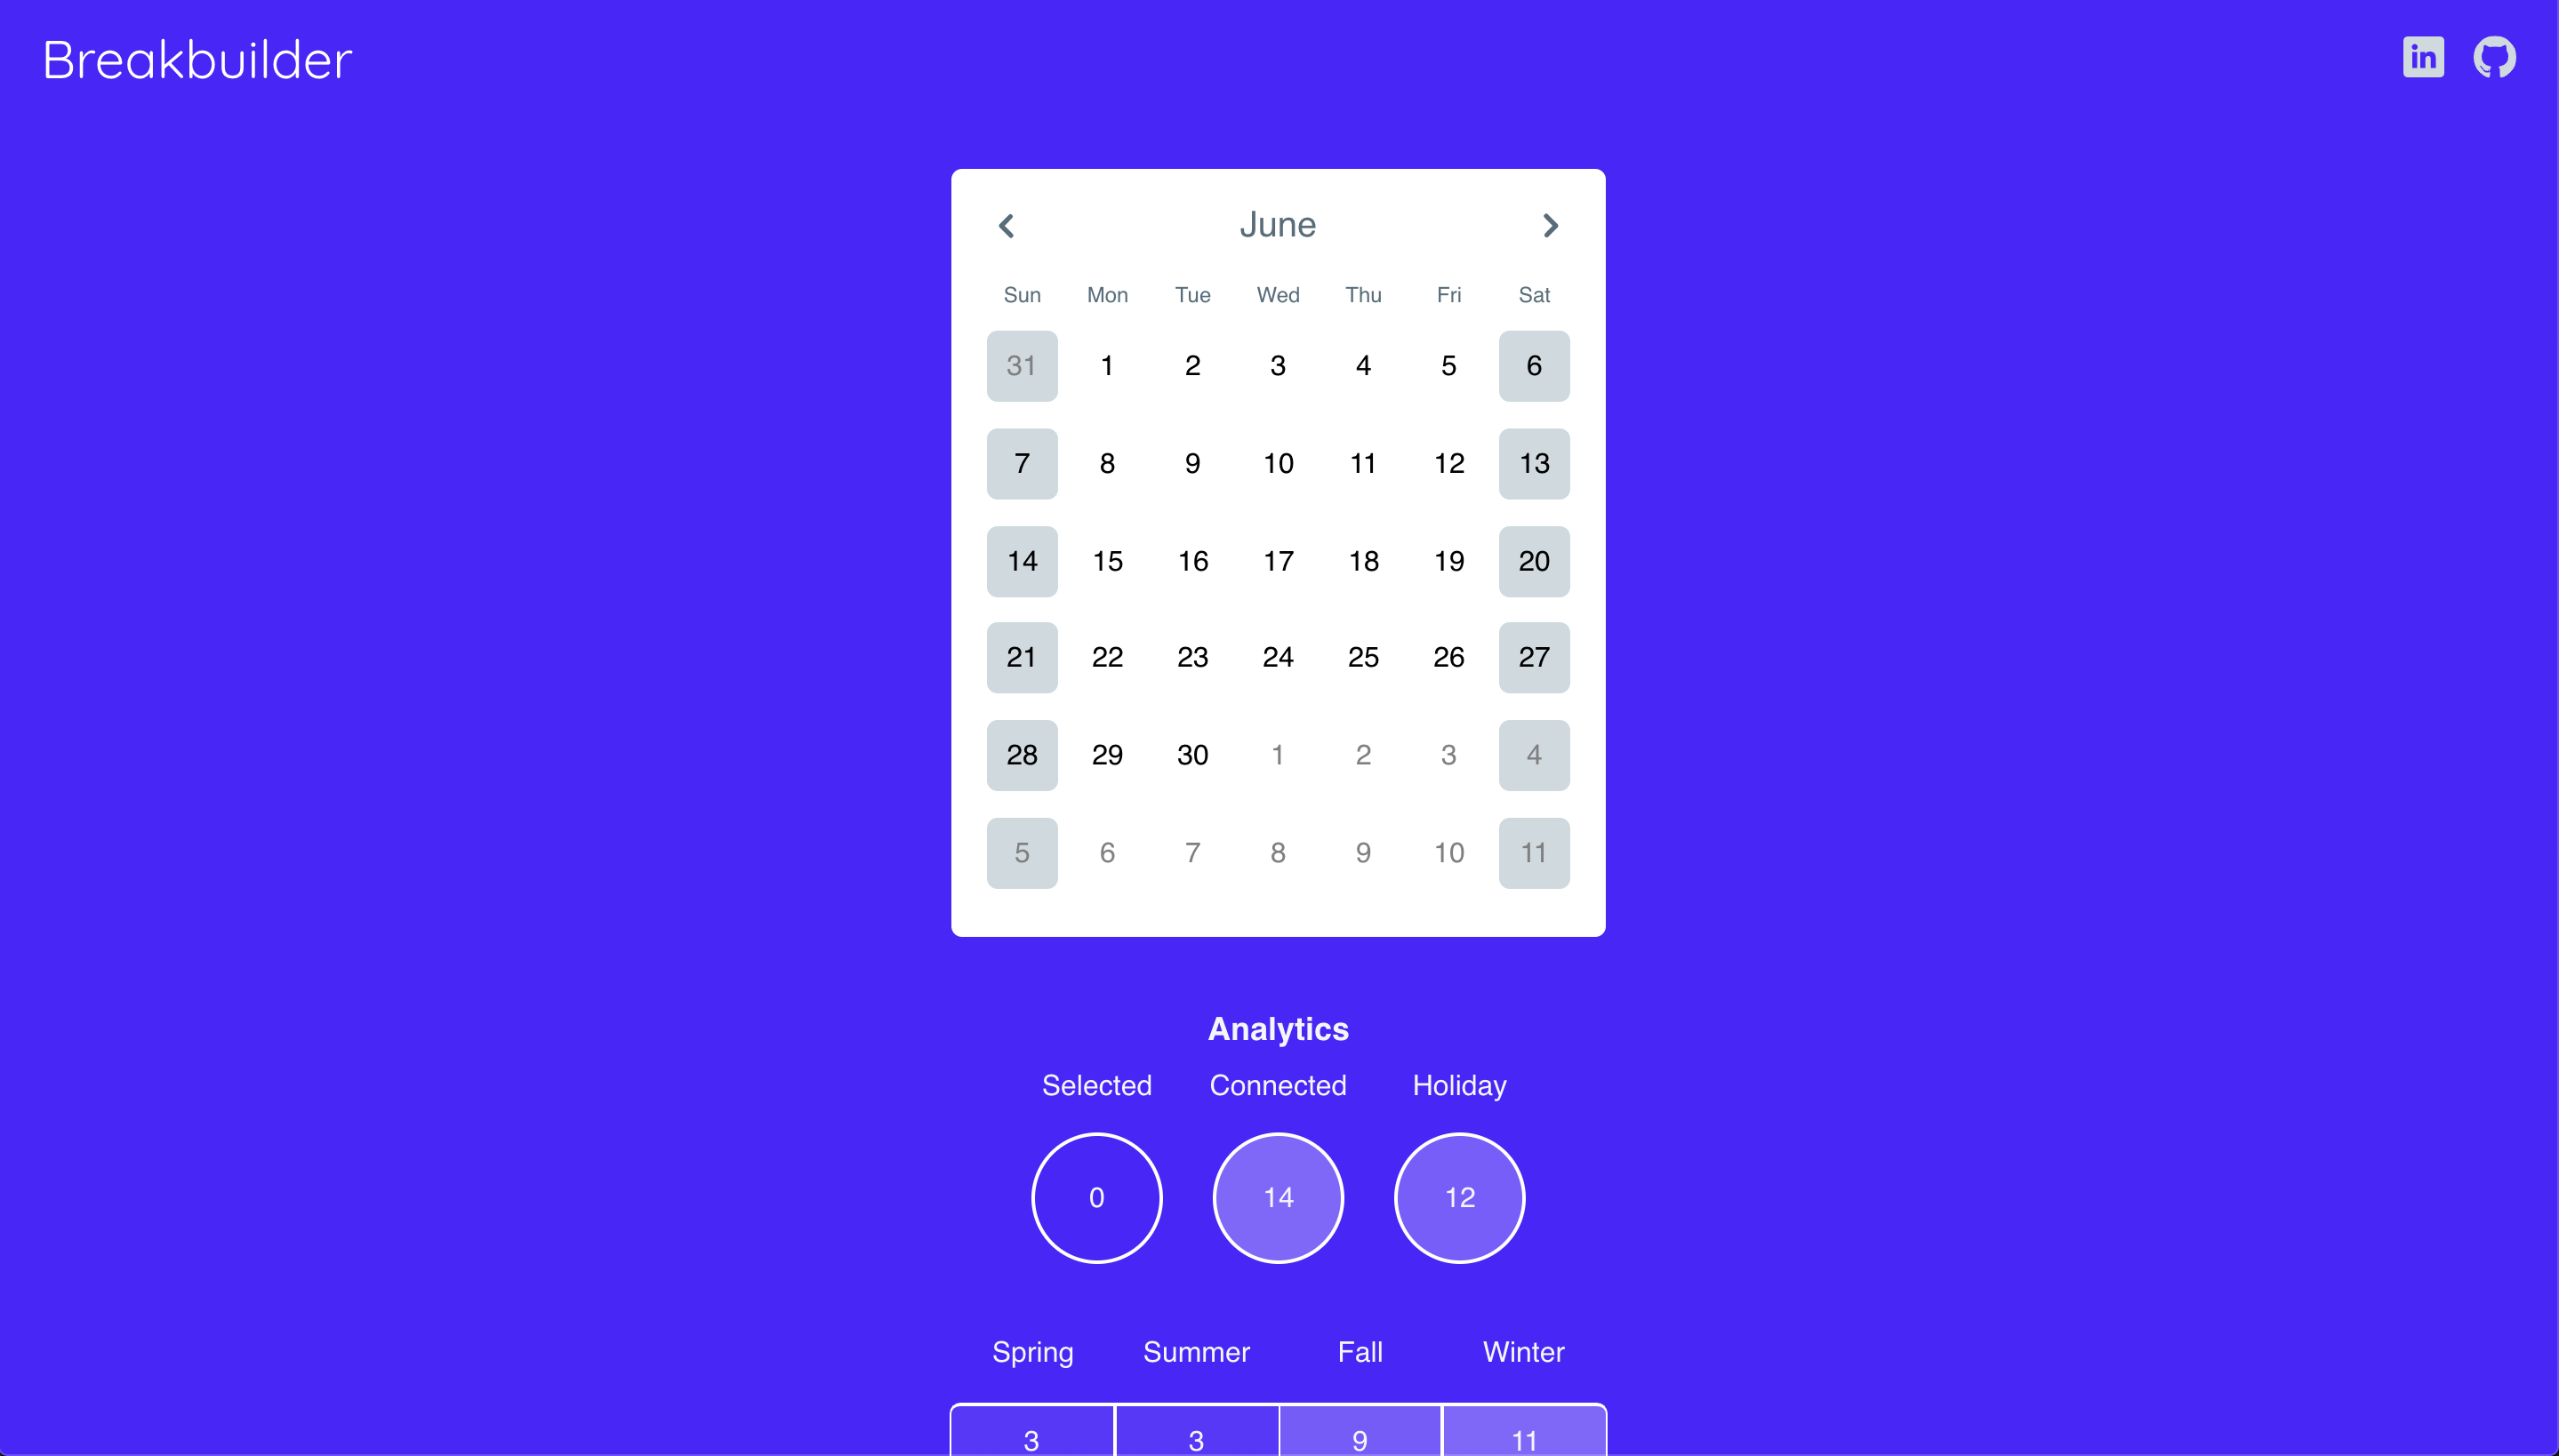 Breakbuilder
June
Sun Mon Tue Wed Thu Fri Sat
31 1 2 3 4 5 6
7 8 9 10 11 12 13
14 15 16 17 18 19 20
21 22 23 24 25 26 27
28 29 30 1 2 3 4
5 6 7 8 9 10 11
Analytics
Selected Connected Holiday
0 14 12
Spring Summer Fall Winter
3 3 9 11